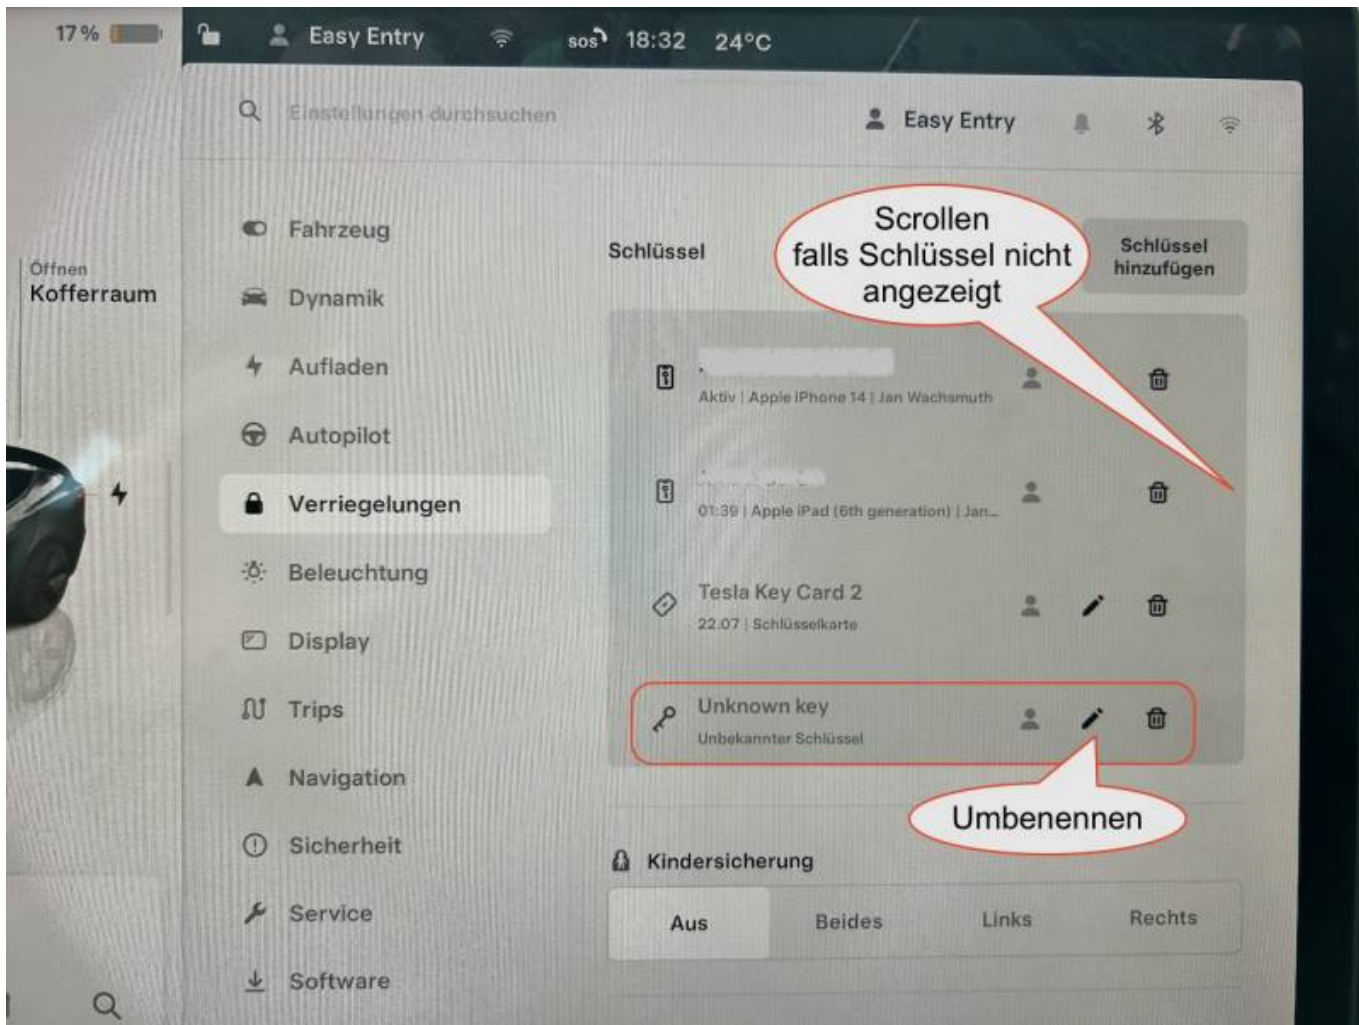 17 %
Easy Entry
SOS
18:32
24°C
Einstellungen durchsuchen
Easy Entry
Öffnen
Kofferraum
Fahrzeug
Dynamik
Aufladen
Autopilot
Verriegelungen
Beleuchtung
Display
Trips
Navigation
Sicherheit
Service
Software
Schlüssel
Scrollen
falls Schlüssel nicht
angezeigt
Schlüssel
hinzufügen
Aktiv | Apple iPhone 14 | Jan Wachsmuth
01:39 | Apple iPad (6th generation) | Jan...
Tesla Key Card 2
22.07 | Schlüsselkarte
Unknown key
Unbekannter Schlüssel
Umbenennen
Kindersicherung
Aus
Beides
Links
Rechts